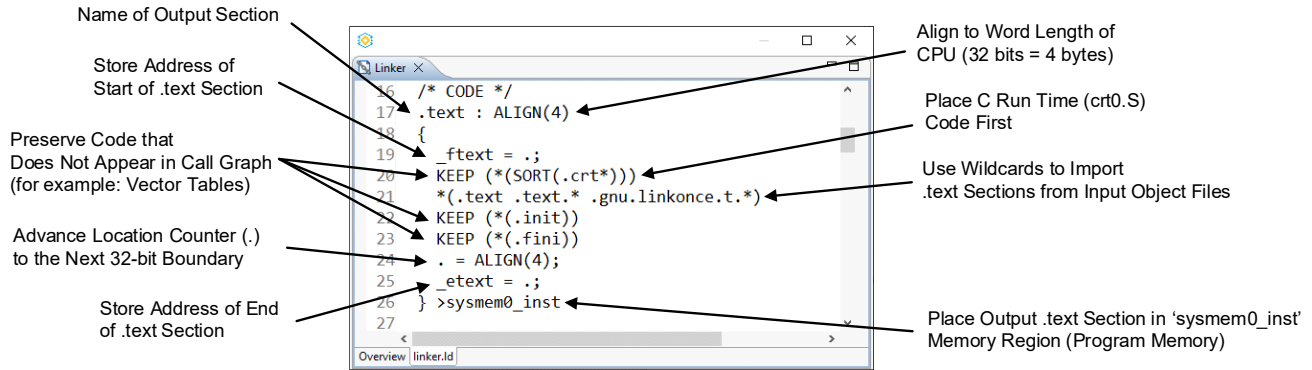 Name of Output Section
Store Address of
Start of .text Section
Preserve Code that
Does Not Appear in Call Graph
(for example: Vector Tables)
Advance Location Counter (.)
to the Next 32-bit Boundary
Store Address of End
of .text Section
Linker
16 /* CODE */
17 .text : ALIGN(4)
18 {
19 _ftext = .;
20 KEEP (*(SORT(.crt*)))
21 *(.text .text.* .gnu.linkonce.t.*)
22 KEEP (*(.init))
23 KEEP (*(.fini))
24 . = ALIGN(4);
25 _etext = .;
26 } >sysmem0_inst
27
Overview linker.ld
Align to Word Length of
CPU (32 bits = 4 bytes)
Place C Run Time (crt0.S)
Code First
Use Wildcards to Import
.text Sections from Input Object Files
Place Output .text Section in ‘sysmem0_inst’
Memory Region (Program Memory)